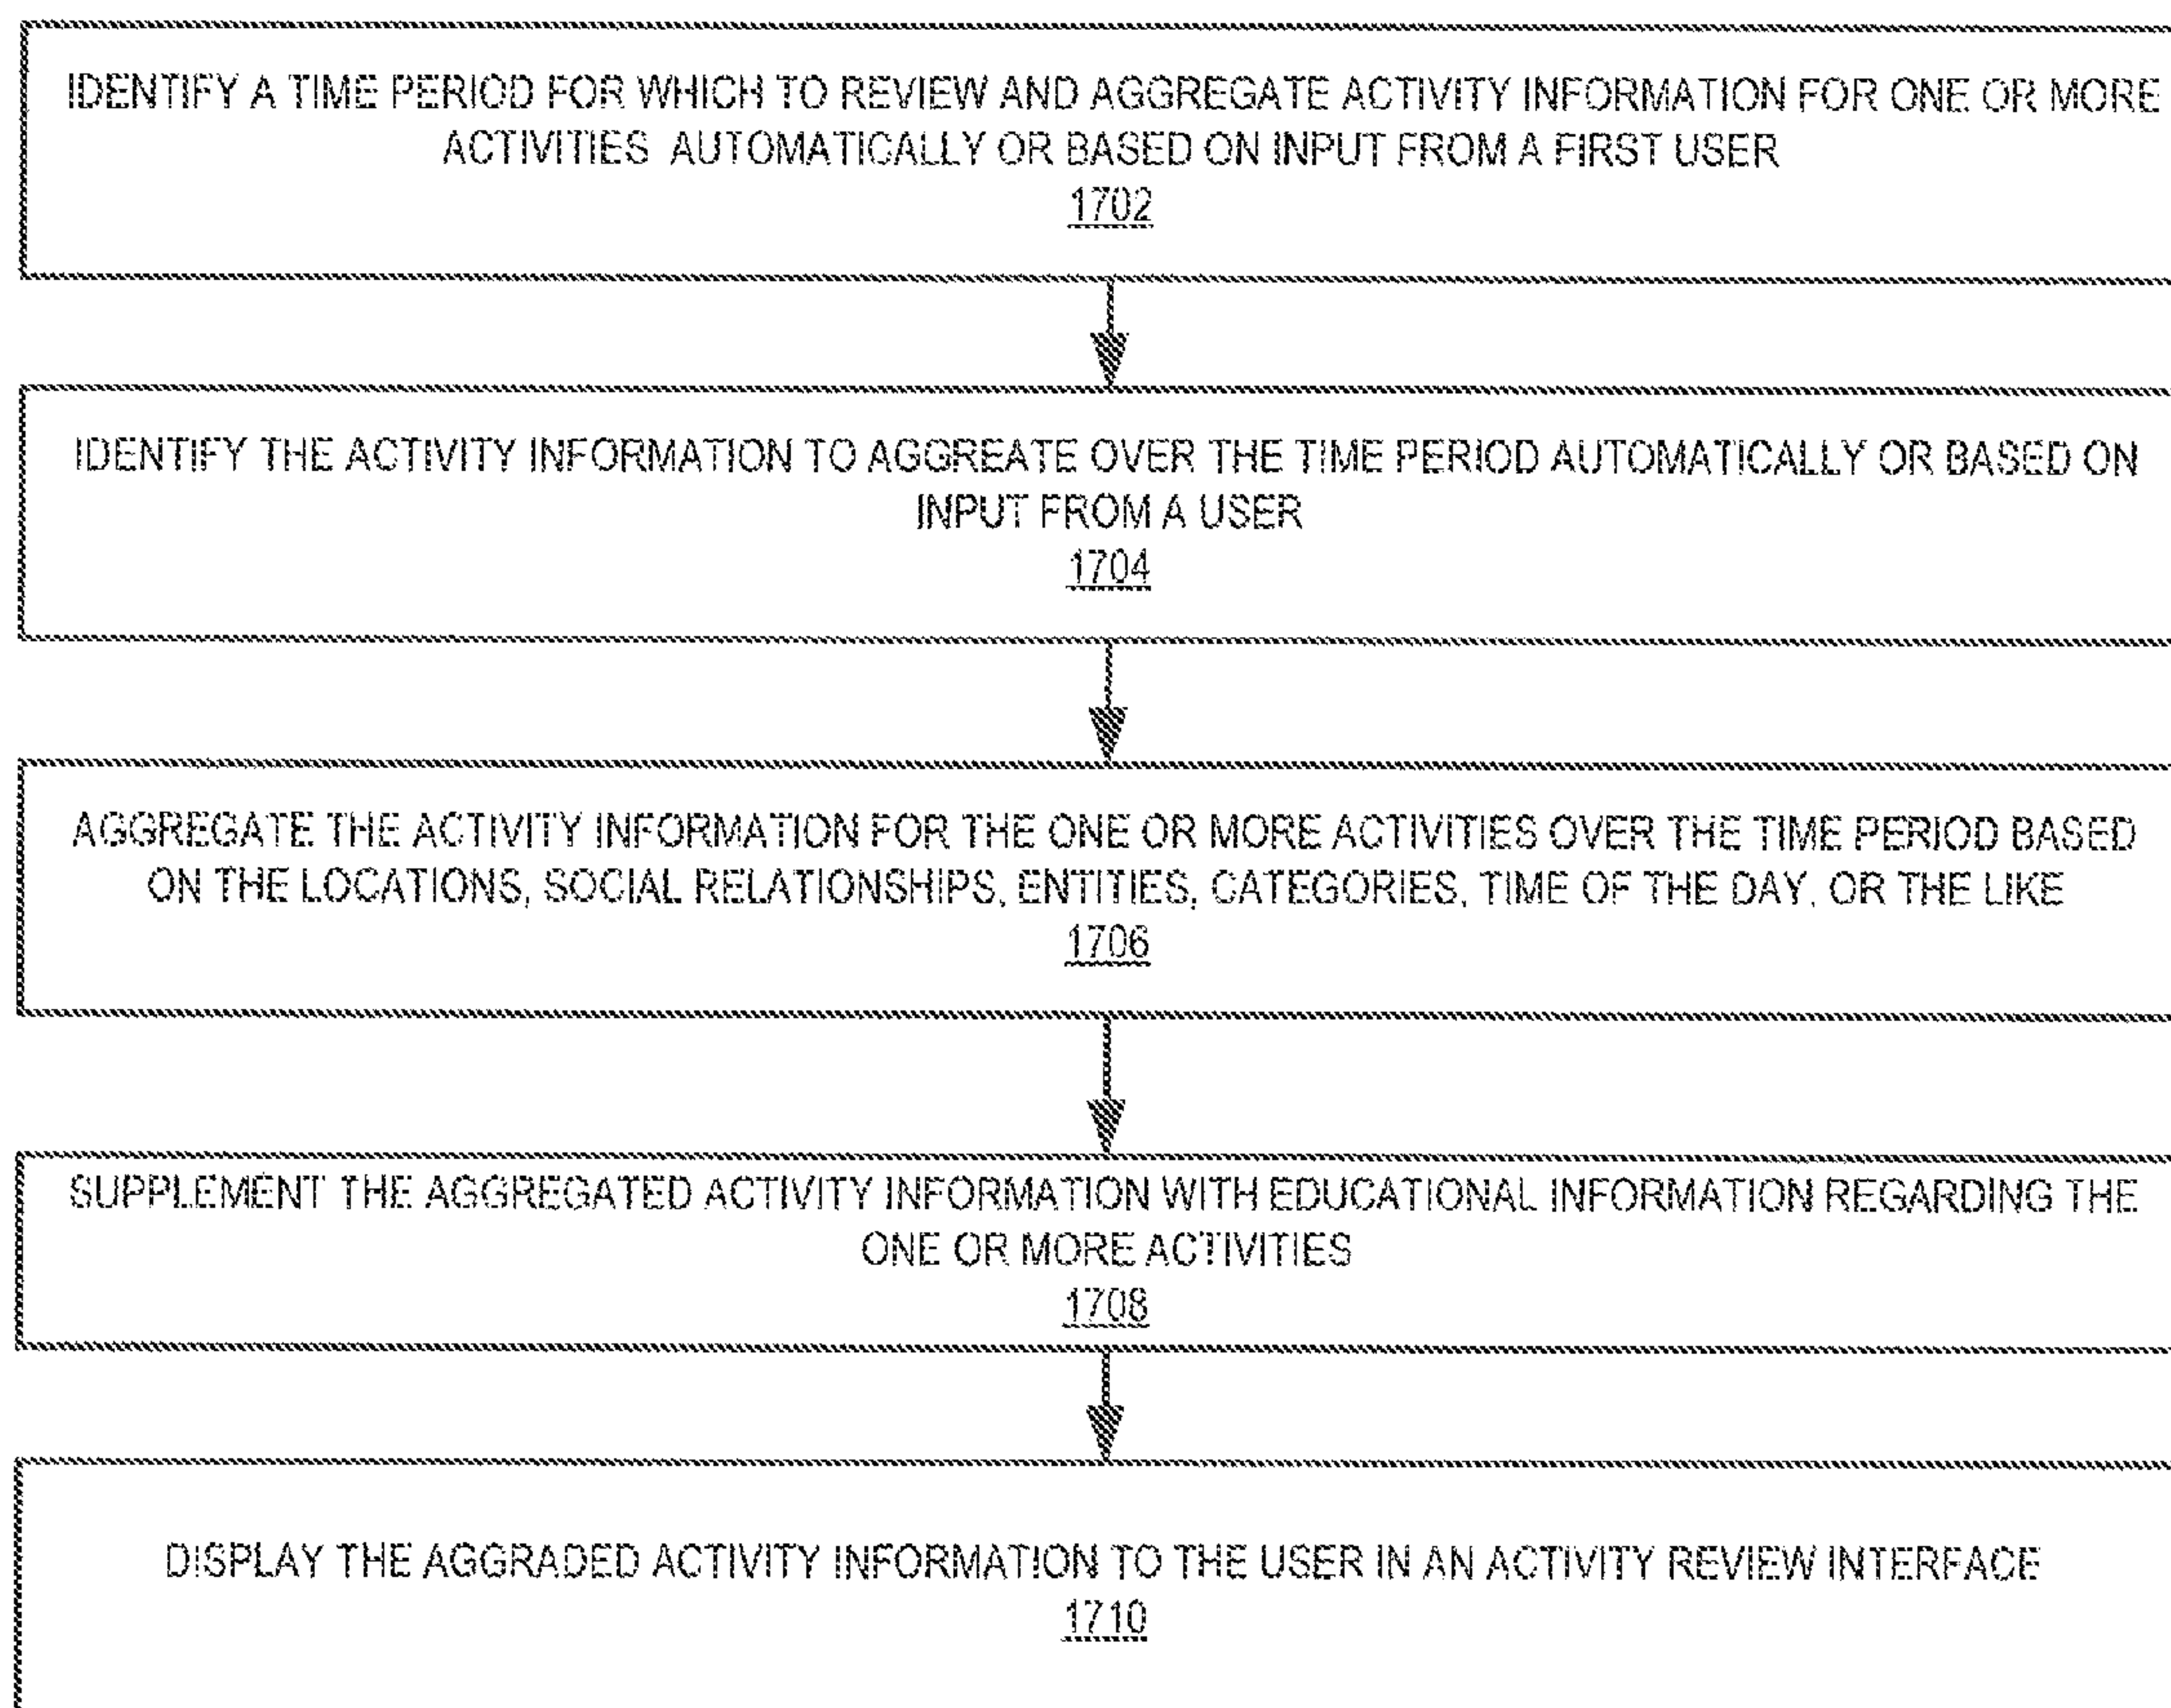 IDENTIFY A TIME PERIOD FOR WHICH TO REVIEW AND AGGREGATE ACTIVITY INFORMATION FOR ONE OR MORE
ACTIVITIES AUTOMATICALLY OR BASED ON INPUT FROM A FIRST USER
1702
IDENTIFY THE ACTIVITY INFORMATION TO AGGREATE OVER THE TIME PERIOD AUTOMATICALLY OR BASED ON
INPUT FROM A USER
1704
AGGREGATE THE ACTIVITY INFORMATION FOR THE ONE OR MORE ACTIVITIES OVER THE TIME PERIOD BASED
ON THE LOCATIONS, SOCIAL RELATIONSHIPS, ENTITIES, CATEGORIES, TIME OF THE DAY, OR THE LIKE
1706
SUPPLEMENT THE AGGREGATED ACTIVITY INFORMATION WITH EDUCATIONAL INFORMATION REGARDING THE
ONE OR MORE ACTIVITIES
1708
DISPLAY THE AGGRADED ACTIVITY INFORMATION TO THE USER IN AN ACTIVITY REVIEW INTERFACE
1710